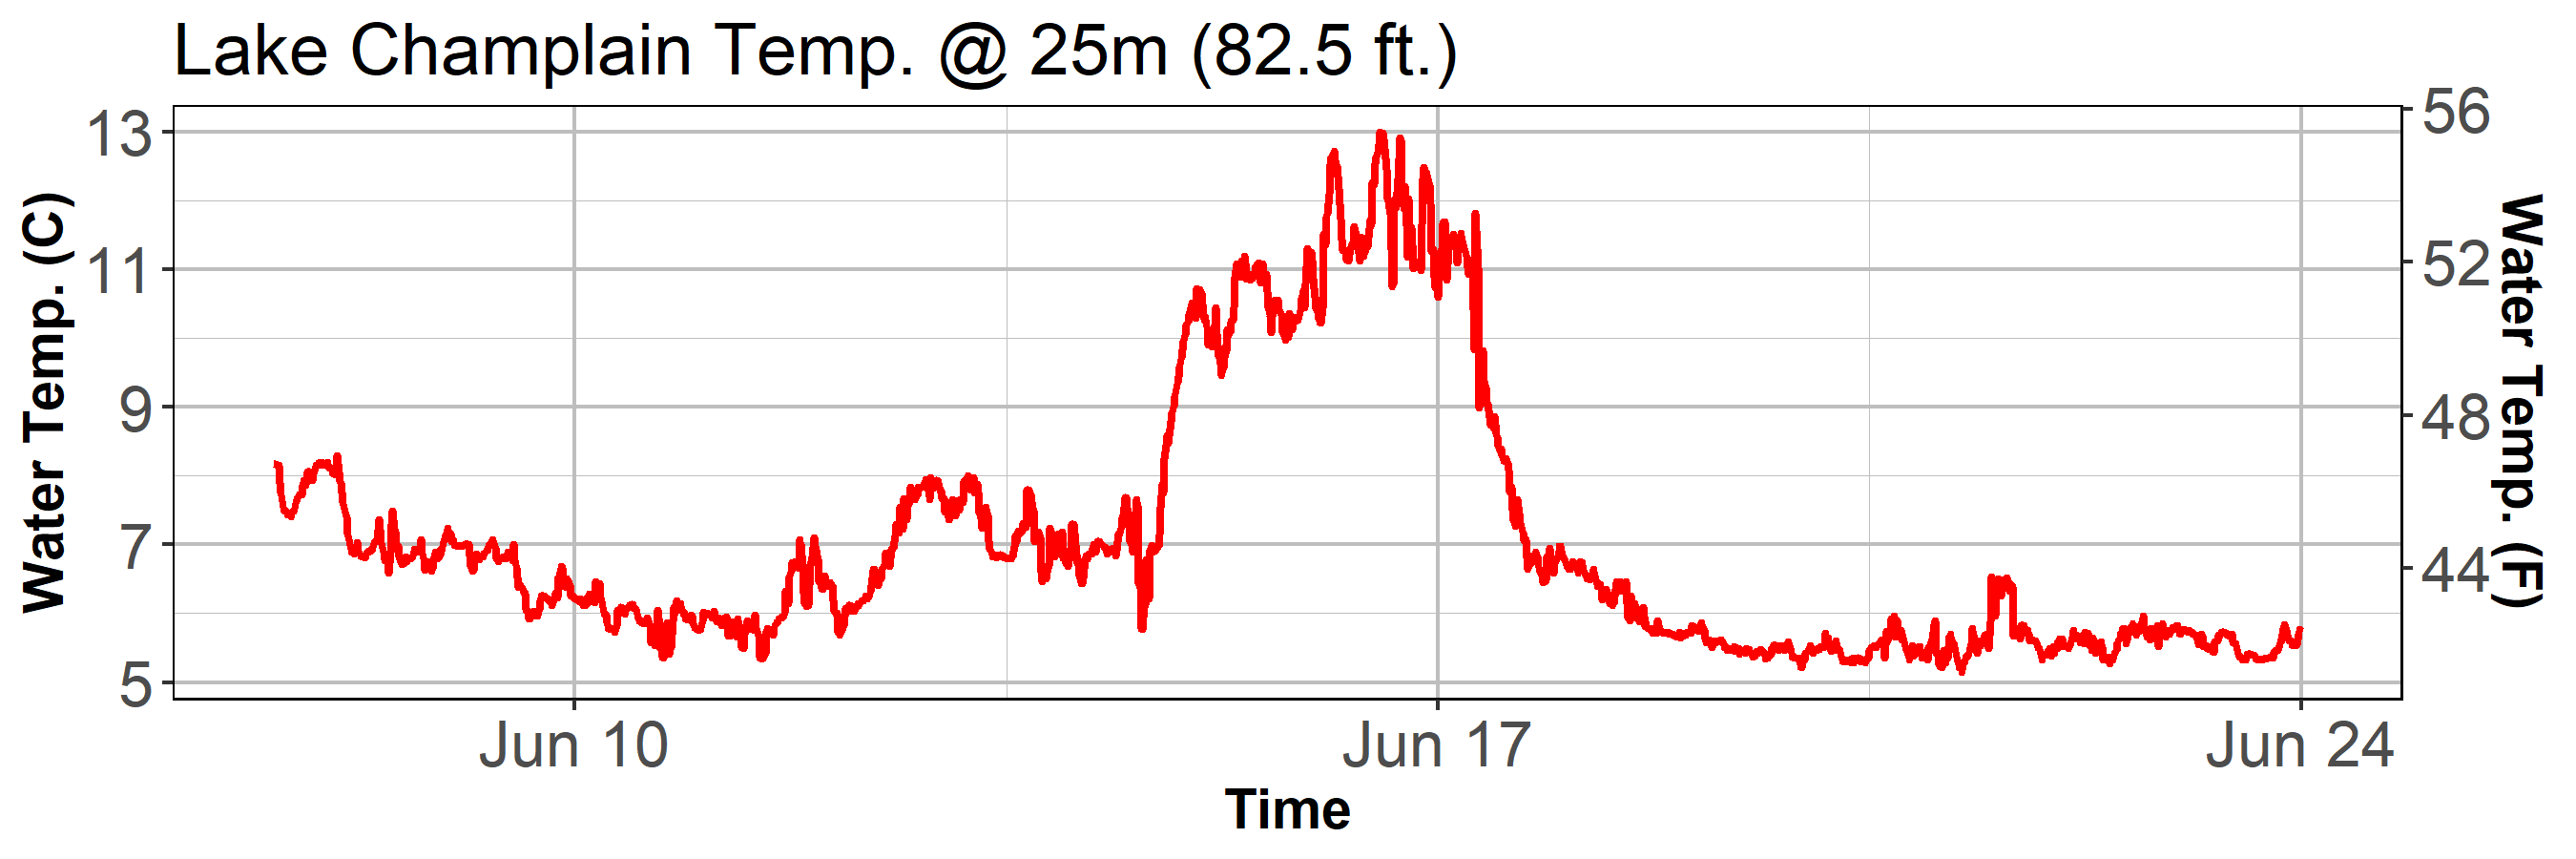 Lake Champlain Temp. @ 25m (82.5 ft.)
Water Temp. (C)
13
11
9
7
5
56
52
48
44
Water Temp. (F)
Jun 10
Jun 17
Jun 24
Time